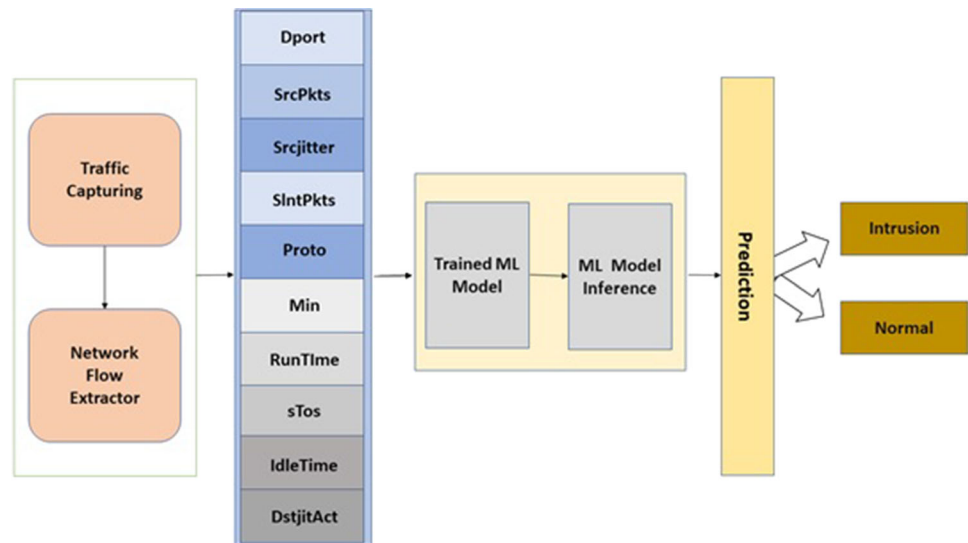 Traffic
Capturing
Network
Flow
Extractor
Dport
SrcPkts
Srcjitter
SlntPkts
Proto
Min
RunTIme
sTos
IdleTime
DstjitAct
Trained ML
Model
ML Model
Inference
Prediction
Intrusion
Normal